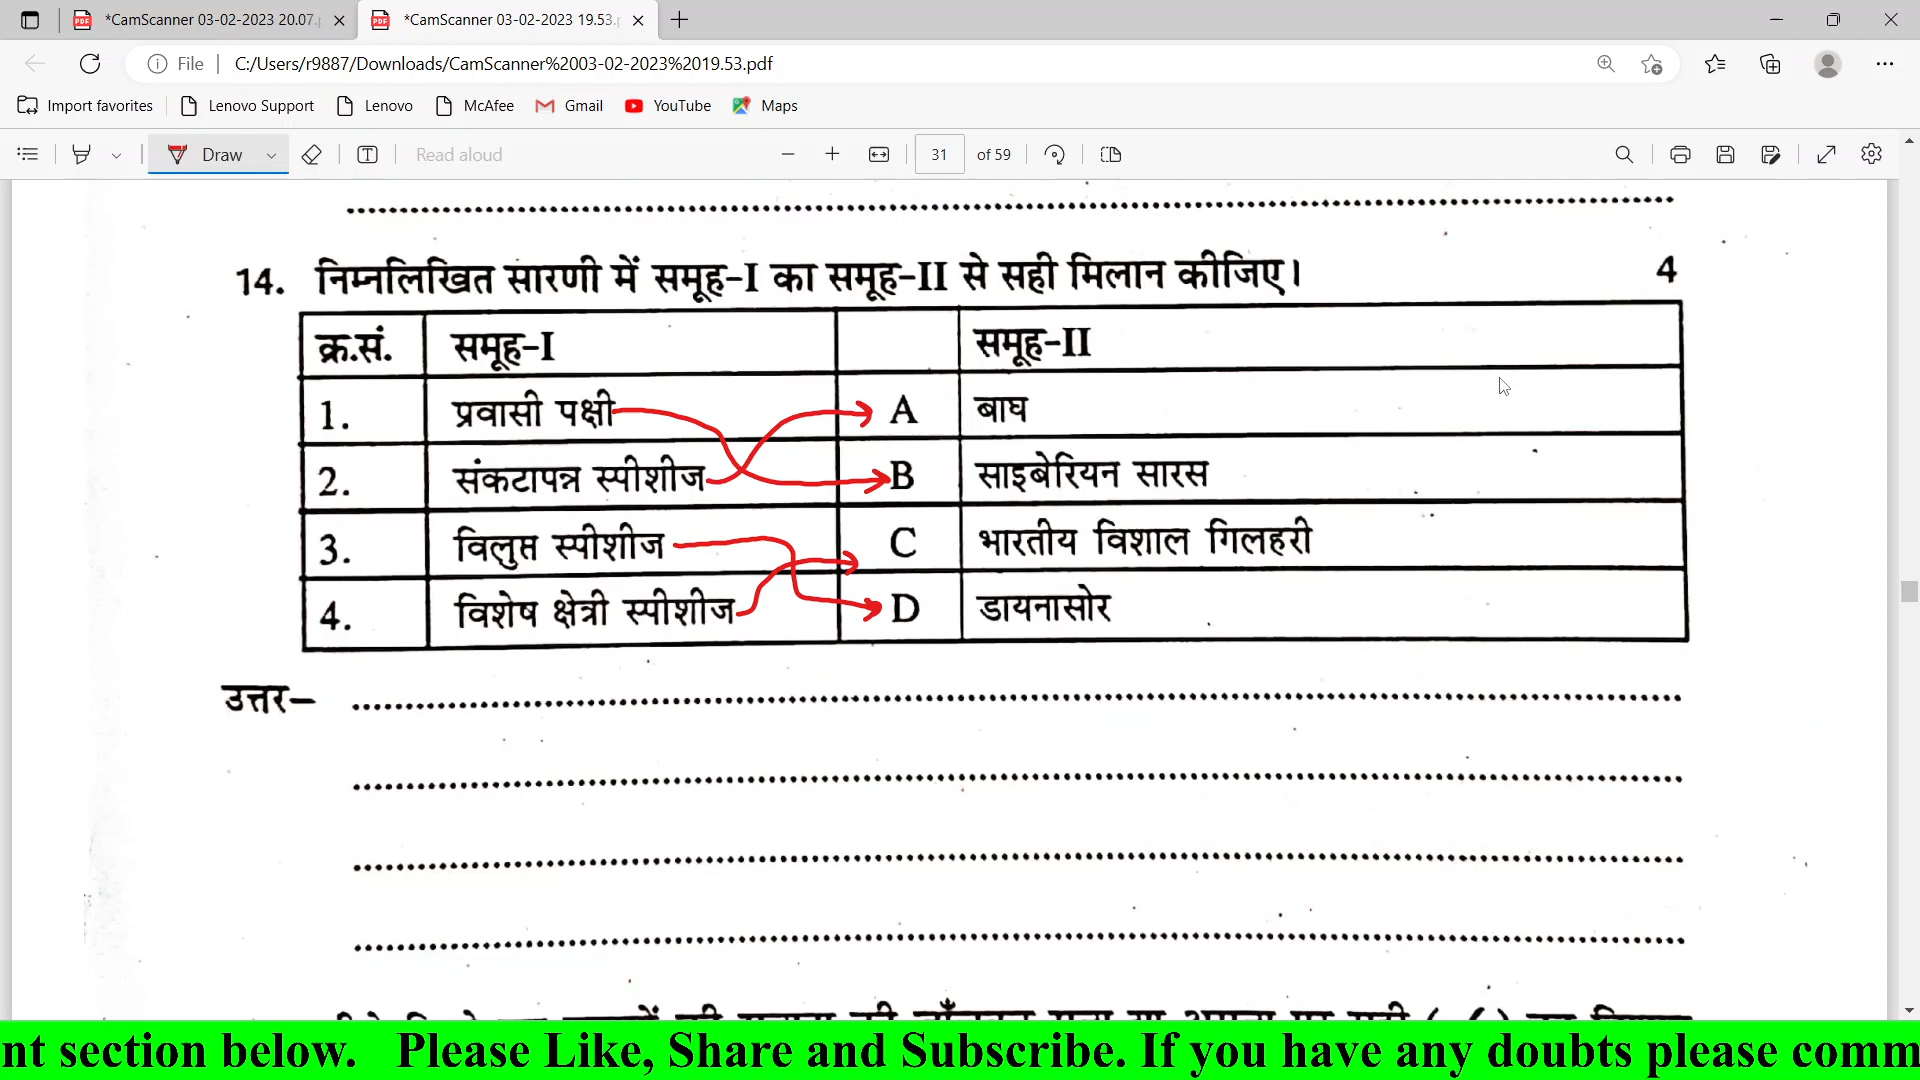 *CamScanner 03-02-2023 20.07.p
*CamScanner 03-02-2023 19.53.
File
C:/Users/r9887/Downloads/CamScanner%2003-02-2023%2019.53.pdf
Import favorites
Lenovo Support
Lenovo
McAfee
Gmail
YouTube
Maps
Draw
Read aloud
31 of 59
14. निम्नलिखित सारणी में समूह-I का समूह-II से सही मिलान कीजिए। 4
क्र.सं. समूह-I समूह-II
1. प्रवासी पक्षी A बाघ
2. संकटापन्न स्पीशीज B साइबेरियन सारस
3. विलुप्त स्पीशीज C भारतीय विशाल गिलहरी
4. विशेष क्षेत्री स्पीशीज D डायनासोर
उत्तर–
nt section below. Please Like, Share and Subscribe. If you have any doubts please comm